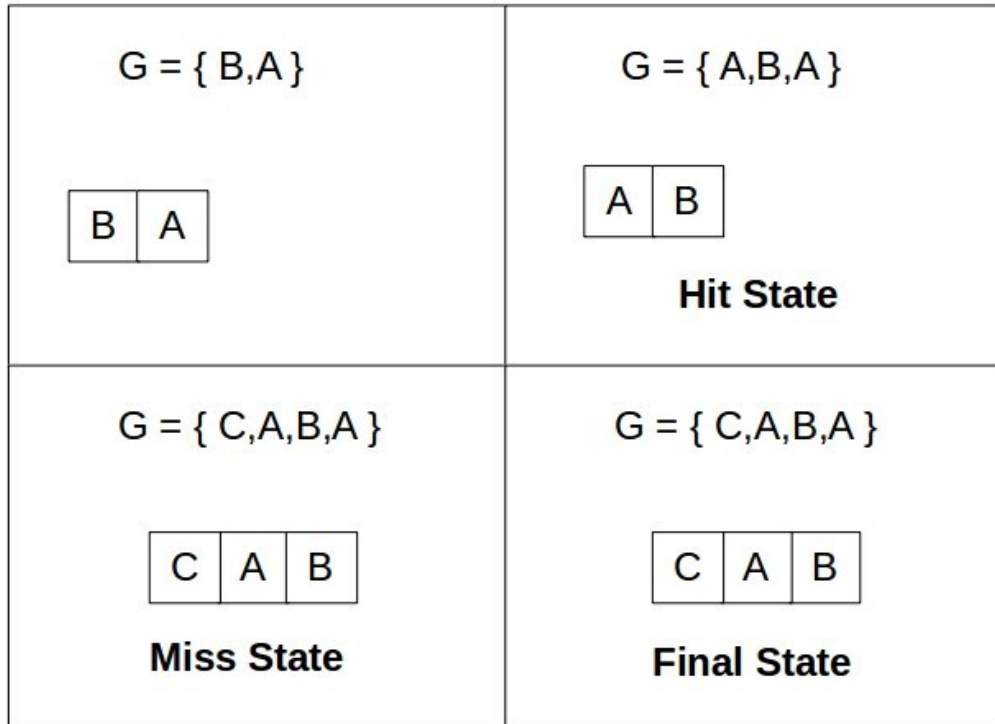 G = { B,A }
B A
G = { A,B,A }
A B
Hit State
G = { C,A,B,A }
C A B
Miss State
G = { C,A,B,A }
C A B
Final State